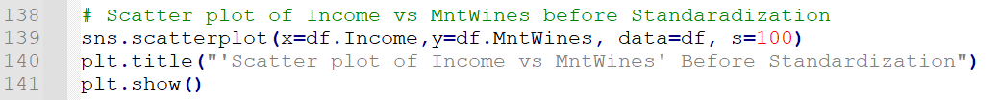 138 # Scatter plot of Income vs MntWines before Standaradization
139 sns.scatterplot(x=df.Income,y=df.MntWines, data=df, s=100)
140 plt.title("'Scatter plot of Income vs MntWines' Before Standardization")
141 plt.show()